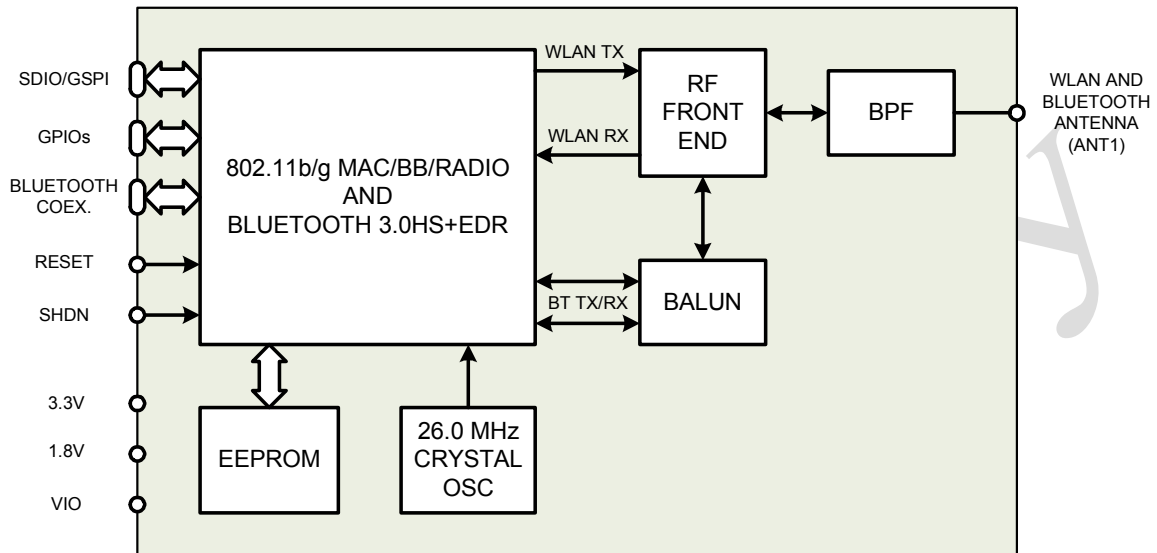 SDIO/GSPI
GPIOs
BLUETOOTH
COEX.
RESET
SHDN
3.3V
1.8V
VIO
802.11b/g MAC/BB/RADIO
AND
BLUETOOTH 3.0HS+EDR
WLAN TX
WLAN RX
BT TX/RX
RF
FRONT
END
BPF
BALUN
EEPROM
26.0 MHz
CRYSTAL
OSC
WLAN AND
BLUETOOTH
ANTENNA
(ANT1)
y